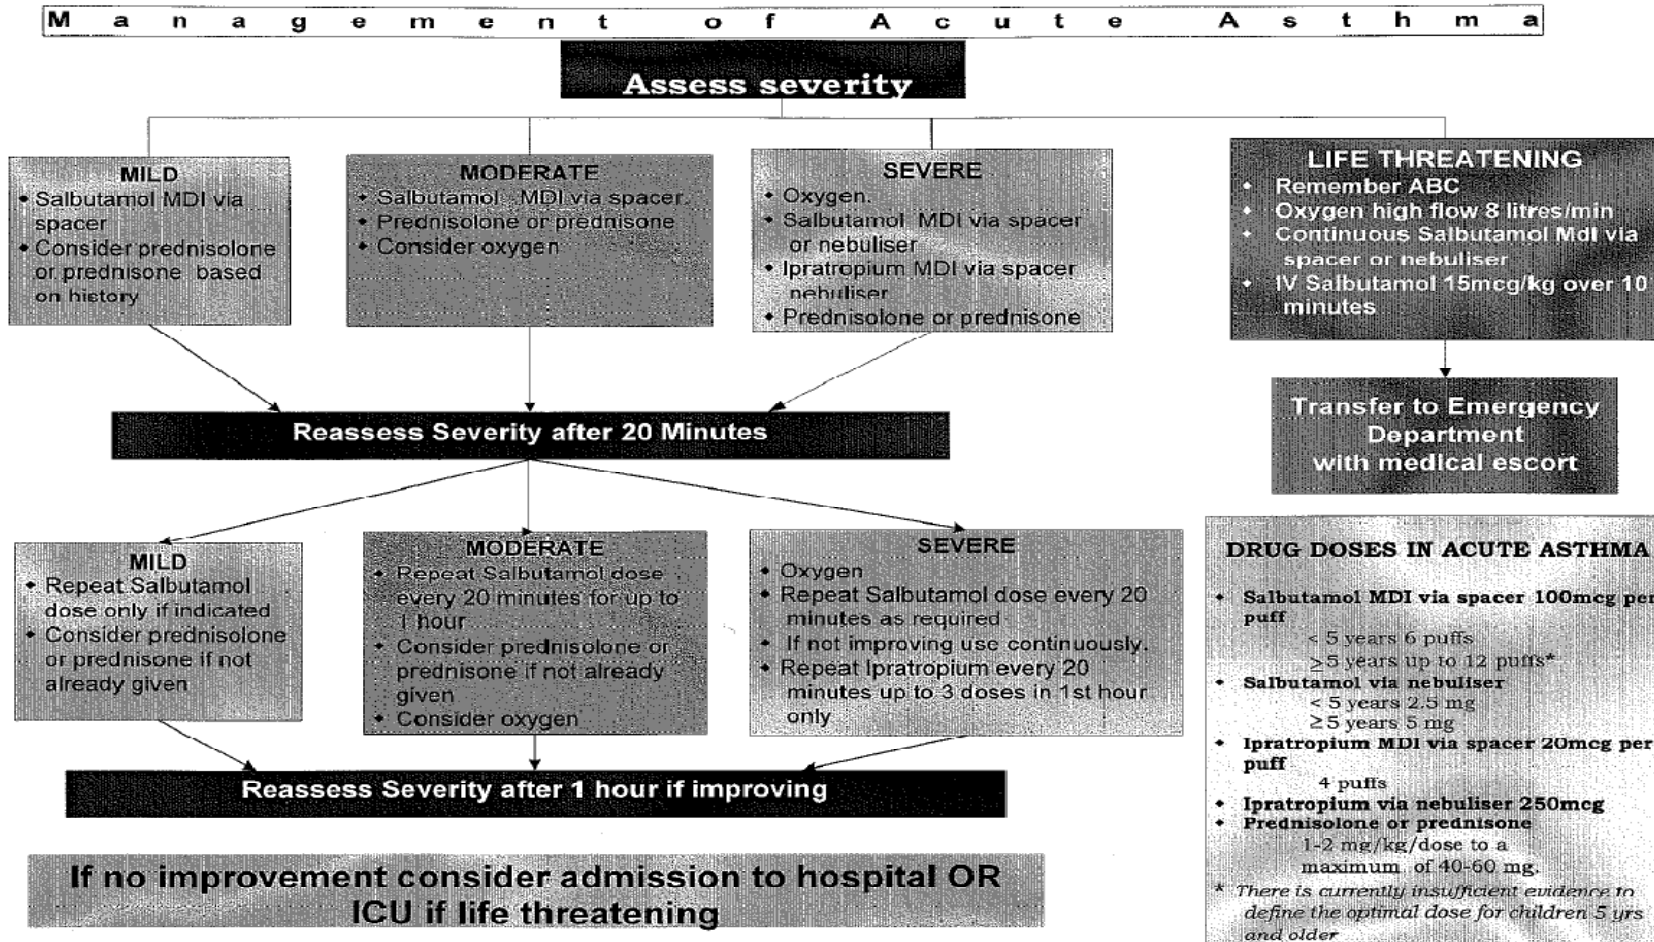 Management of Acute Asthma
Assess severity
MILD
• Salbutamol MDI via
spacer
• Consider prednisolone
or prednisone based
on history
MODERATE
• Salbutamol MDI via spacer.
• Prednisolone or prednisone
• Consider oxygen
SEVERE
• Oxygen.
• Salbutamol MDI via spacer
or nebuliser
• Ipratropium MDI via spacer
nebuliser
• Prednisolone or prednisone
LIFE THREATENING
• Remember ABC
• Oxygen high flow 8 litres/min
• Continuous Salbutamol MdI via
spacer or nebuliser
• IV Salbutamol 15mcg/kg over 10
minutes
Reassess Severity after 20 Minutes
Transfer to Emergency
Department
with medical escort
MILD
• Repeat Salbutamol
dose only if indicated
• Consider prednisolone
or prednisone if not
already given
MODERATE
• Repeat Salbutamol dose
every 20 minutes for up to
1 hour
• Consider prednisolone or
prednisone if not already
given
• Consider oxygen
SEVERE
• Oxygen
• Repeat Salbutamol dose every 20
minutes as required
• If not improving use continuously.
• Repeat Ipratropium every 20
minutes up to 3 doses in 1st hour
only
Reassess Severity after 1 hour if improving
If no improvement consider admission to hospital OR
ICU if life threatening
DRUG DOSES IN ACUTE ASTHMA
• Salbutamol MDI via spacer 100mcg per
puff
< 5 years 6 puffs
≥5 years up to 12 puffs*
• Salbutamol via nebuliser
< 5 years 2.5 mg
≥5 years 5 mg
• Ipratropium MDI via spacer 20mcg per
puff
4 puffs
• Ipratropium via nebuliser 250mcg
• Prednisolone or prednisone
1-2 mg/kg/dose to a
maximum of 40-60 mg.
* There is currently insufficient evidence to
define the optimal dose for children 5 yrs
and older